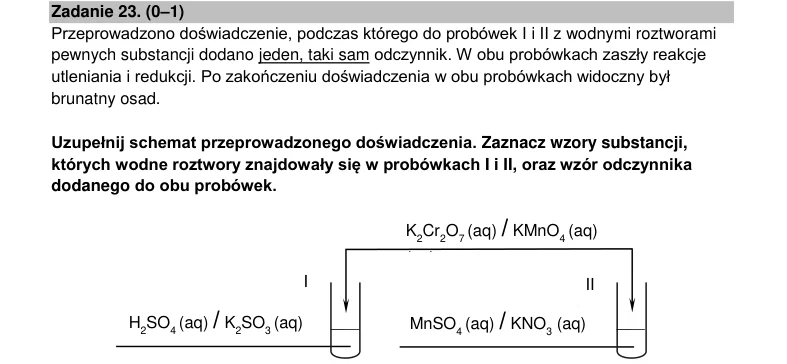 Zadanie 23. (0–1)
Przeprowadzono doświadczenie, podczas którego do probówek I i II z wodnymi roztworami
pewnych substancji dodano jeden, taki sam odczynnik. W obu probówkach zaszły reakcje
utleniania i redukcji. Po zakończeniu doświadczenia w obu probówkach widoczny był
brunatny osad.
Uzupełnij schemat przeprowadzonego doświadczenia. Zaznacz wzory substancji,
których wodne roztwory znajdowały się w probówkach I i II, oraz wzór odczynnika
dodanego do obu probówek.
K₂Cr₂O₇ (aq) / KMnO₄ (aq)
I
II
H₂SO₄ (aq) / K₂SO₃ (aq)
MnSO₄ (aq) / KNO₃ (aq)